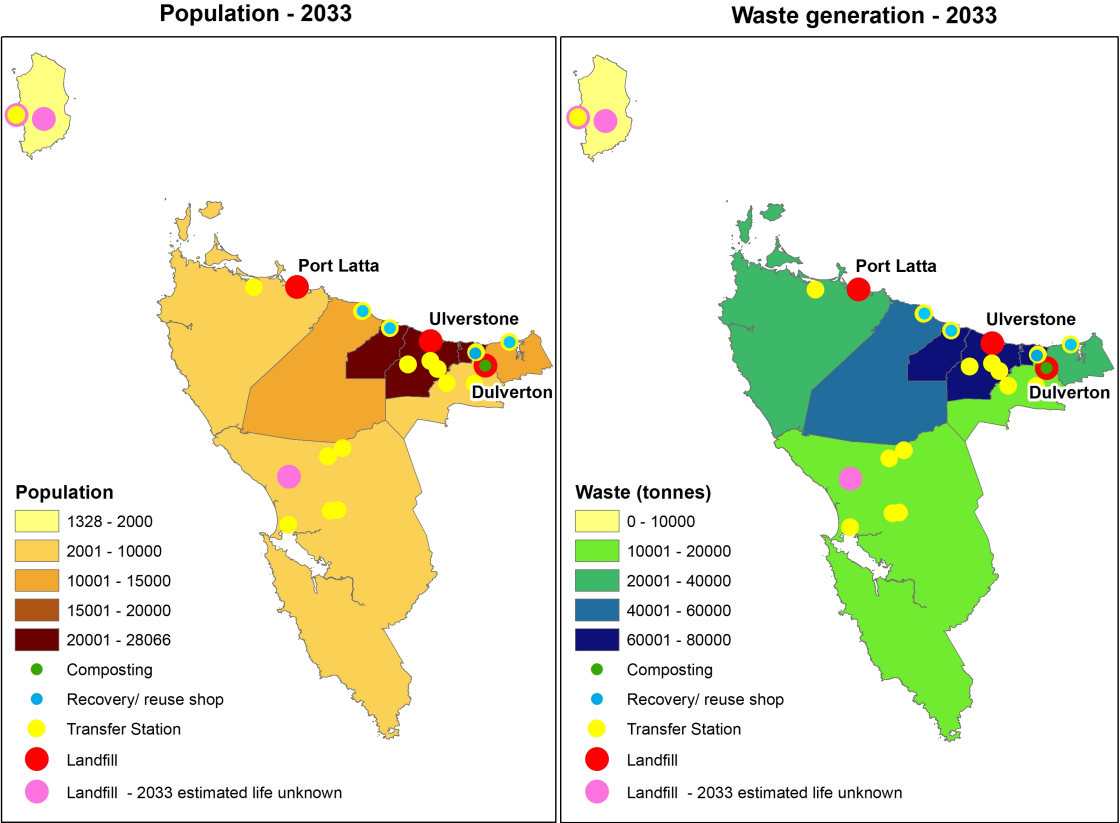 Population - 2033
Port Latta
Ulverstone
Dulverton
Population
1328 - 2000
2001 - 10000
10001 - 15000
15001 - 20000
20001 - 28066
Composting
Recovery/ reuse shop
Transfer Station
Landfill
Landfill  - 2033 estimated life unknown
Waste generation - 2033
Port Latta
Ulverstone
Dulverton
Waste (tonnes)
0 - 10000
10001 - 20000
20001 - 40000
40001 - 60000
60001 - 80000
Composting
Recovery/ reuse shop
Transfer Station
Landfill
Landfill  - 2033 estimated life unknown